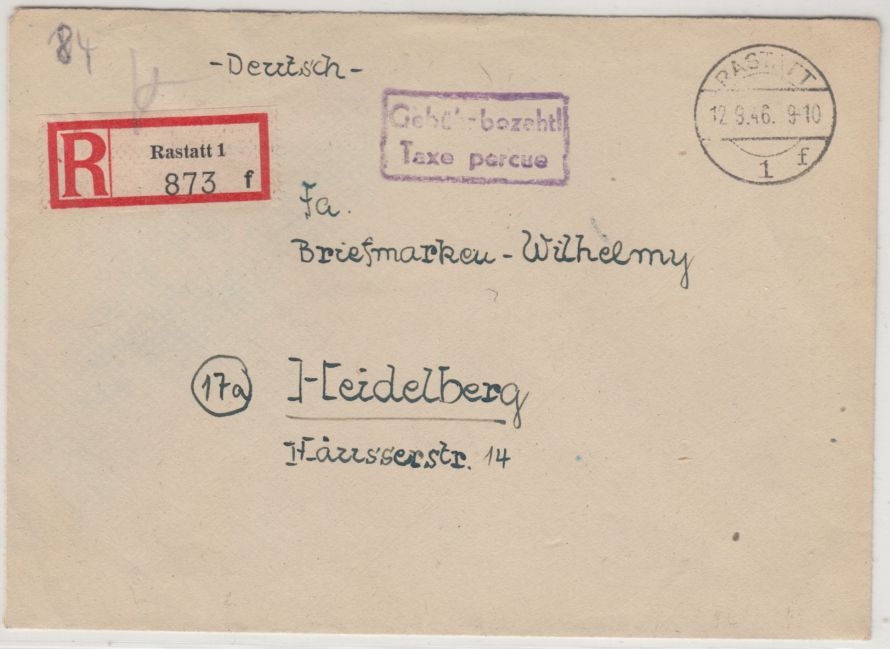 84
-Deutsch-
R
Rastatt 1
873 f
Gebühr bezahlt
Taxe percue
RASTATT
12.9.46. 9-10
1 f
Fa.
Briefmarken-Wilhelmy
17a
Heidelberg
Häusserstr. 14